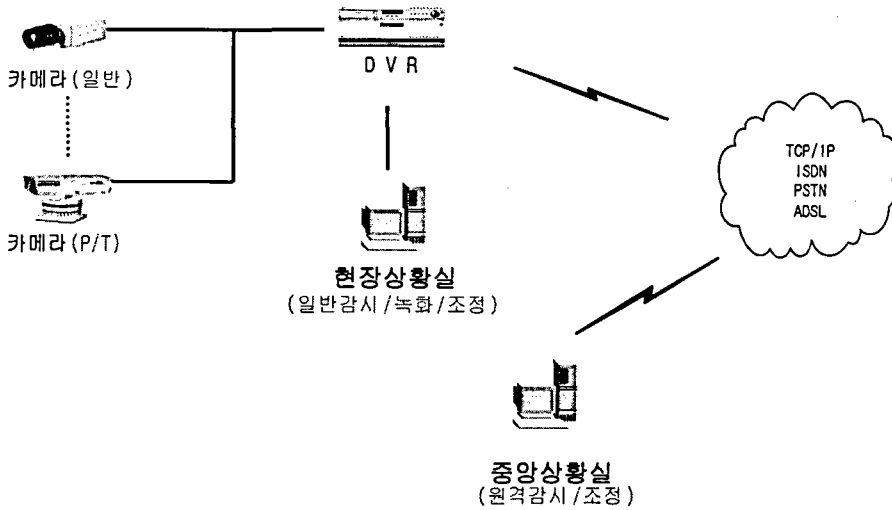 카메라(일반)
D V R
카메라(P/T)
TCP/IP
ISDN
PSTN
ADSL
현장상황실
(일반감시/녹화/조정)
중앙상황실
(원격감시/조정)